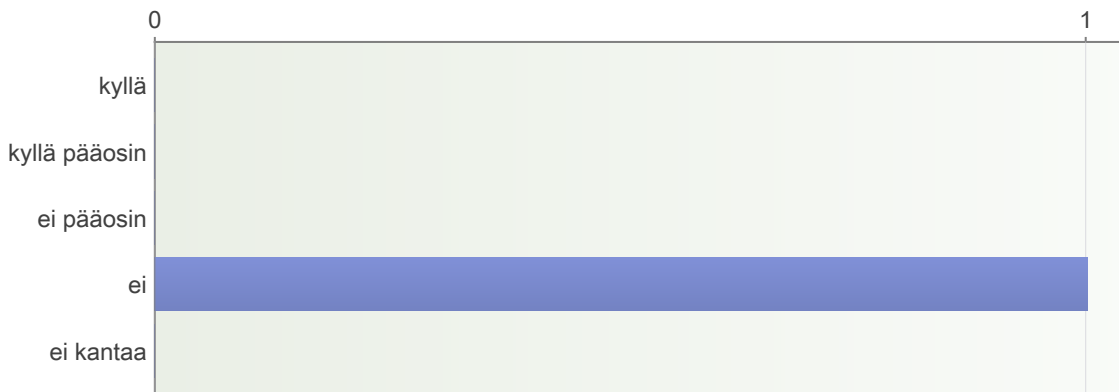 0 1
kyllä
kyllä pääosin
ei pääosin
ei
ei kantaa